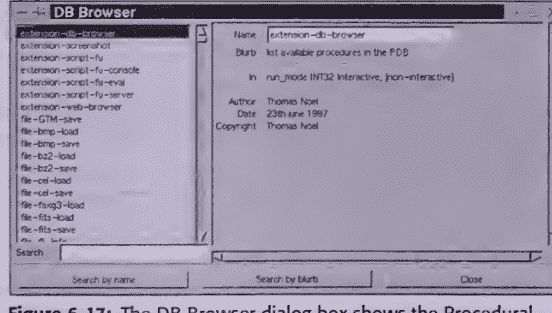 DB Browser
extension-db-browser
extension-screenshot
extension-script-fu
extension-script-fu-console
extension-script-fu-eval
extension-script-fu-server
extension-web-browser
file-GTM-save
file-bmp-load
file-bmp-save
file-bz2-load
file-bz2-save
file-cel-load
file-cel-save
file-faxg3-load
file-fits-load
file-fits-save
Search
Name extension-db-browser
Blurb list available procedures in the PDB
In run_mode INT32 Interactive, [non-interactive]
Author Thomas Noel
Date 23th june 1997
Copyright Thomas Noel
Search by name
Search by blurb
Close
Figure 6-17: The DB Browser dialog box shows the Procedural